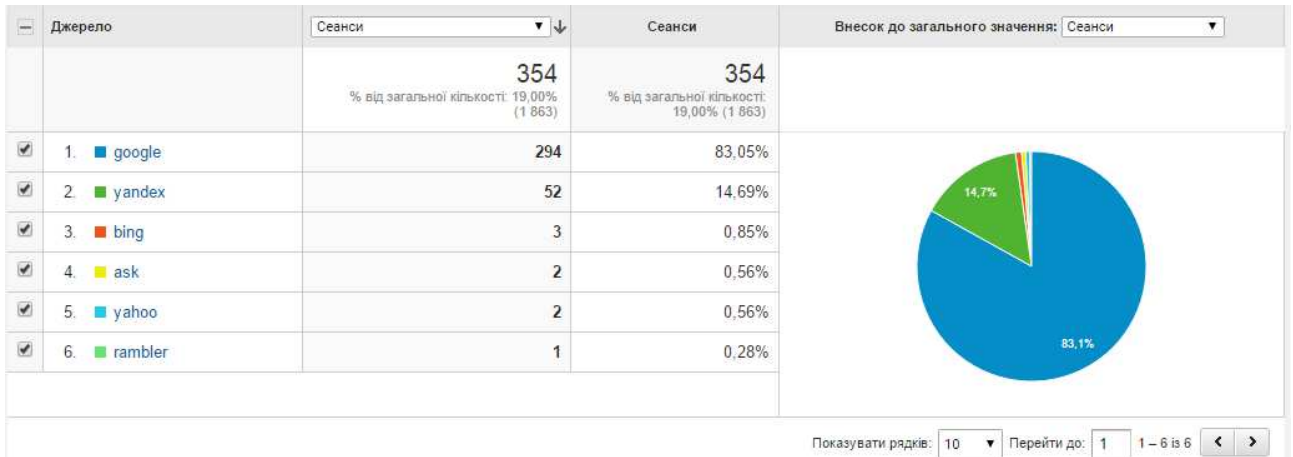 Джерело Сеанси Сеанси Внесок до загального значення: Сеанси
354 354
% від загальної кількості: 19,00% % від загальної кількості:
(1 863) 19,00% (1 863)
1. google 294 83,05%
2. yandex 52 14,69%
3. bing 3 0,85%
4. ask 2 0,56%
5. yahoo 2 0,56%
6. rambler 1 0,28%
14,7%
83,1%
Показувати рядків: 10 Перейти до: 1 1 – 6 із 6